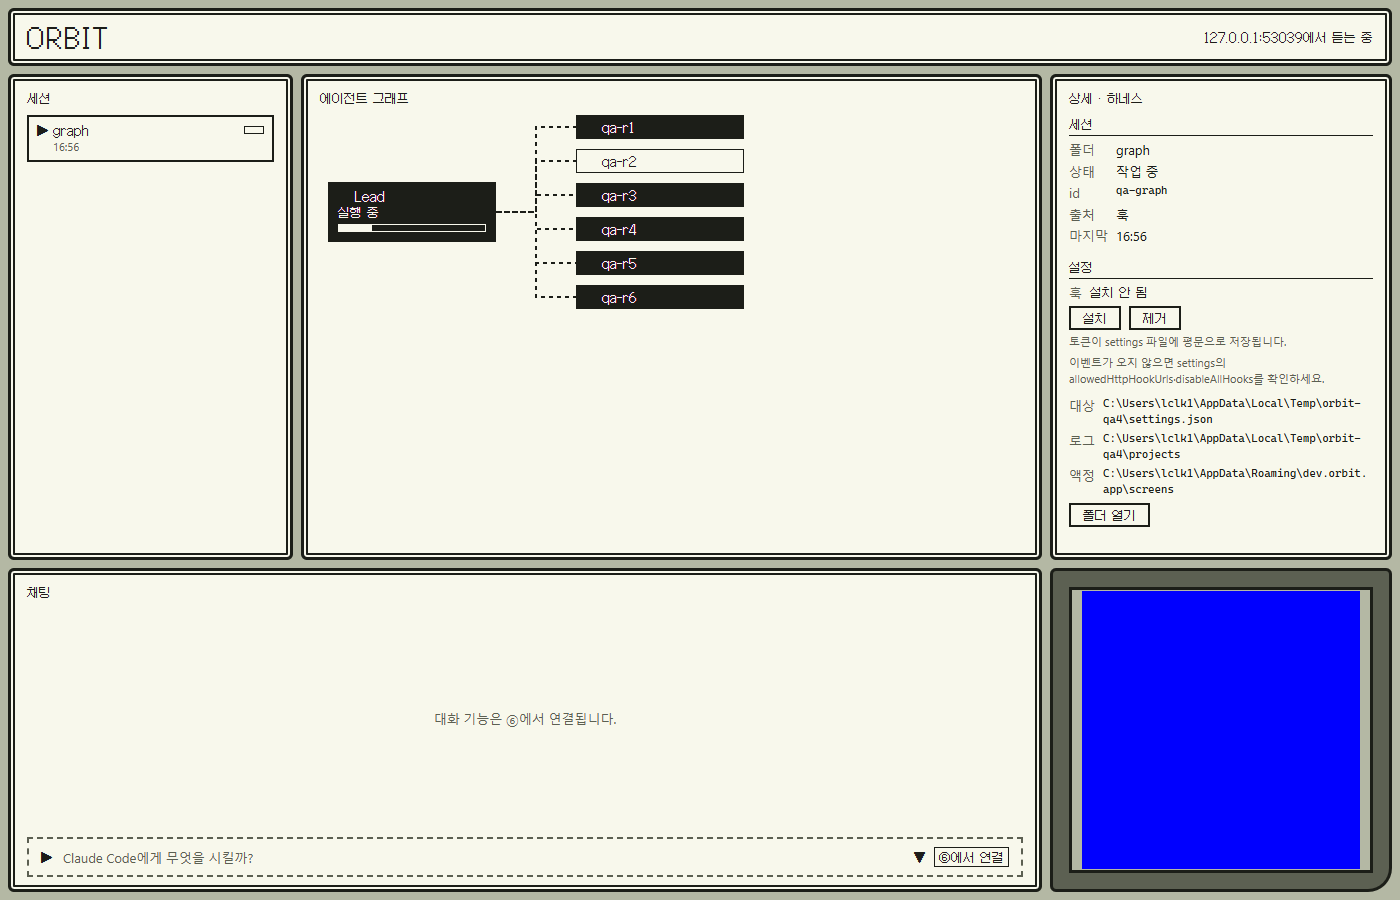 ORBIT
127.0.0.1:53039에서 듣는 중
세션
▶ graph
16:56
에이전트 그래프
Lead
실행 중
qa-r1
qa-r2
qa-r3
qa-r4
qa-r5
qa-r6
상세 · 하네스
세션
폴더 graph
상태 작업 중
id qa-graph
출처 훅
마지막 16:56
설정
훅 설치 안 됨
설치 제거
토큰이 settings 파일에 평문으로 저장됩니다.
이벤트가 오지 않으면 settings의
allowedHttpHookUrls·disableAllHooks를 확인하세요.
대상 C:\Users\lclk1\AppData\Local\Temp\orbit-
qa4\settings.json
로그 C:\Users\lclk1\AppData\Local\Temp\orbit-
qa4\projects
액정 C:\Users\lclk1\AppData\Roaming\dev.orbit.
app\screens
폴더 열기
채팅
대화 기능은 ⑥에서 연결됩니다.
▶ Claude Code에게 무엇을 시킬까? ▼ ⑥에서 연결